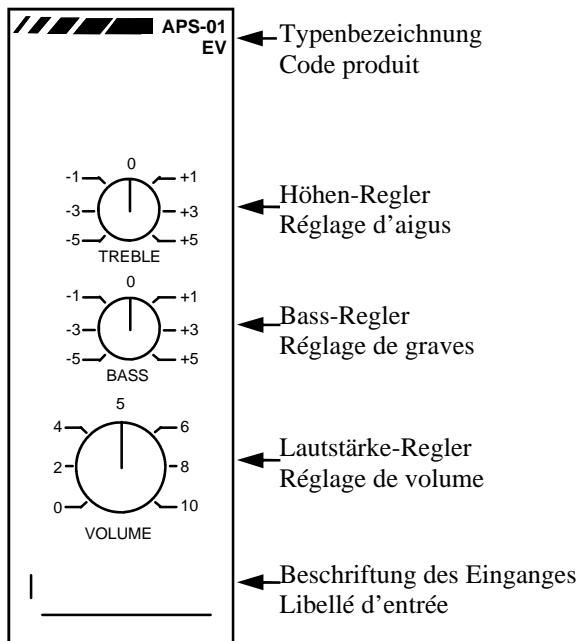 APS-01
EV
Typenbezeichnung
Code produit
0
-1 +1
-3 +3
-5 +5
TREBLE
Höhen-Regler
Réglage d'aigus
0
-1 +1
-3 +3
-5 +5
BASS
Bass-Regler
Réglage de graves
5
4 6
2 8
0 10
VOLUME
Lautstärke-Regler
Réglage de volume
Beschriftung des Einganges
Libellé d'entrée